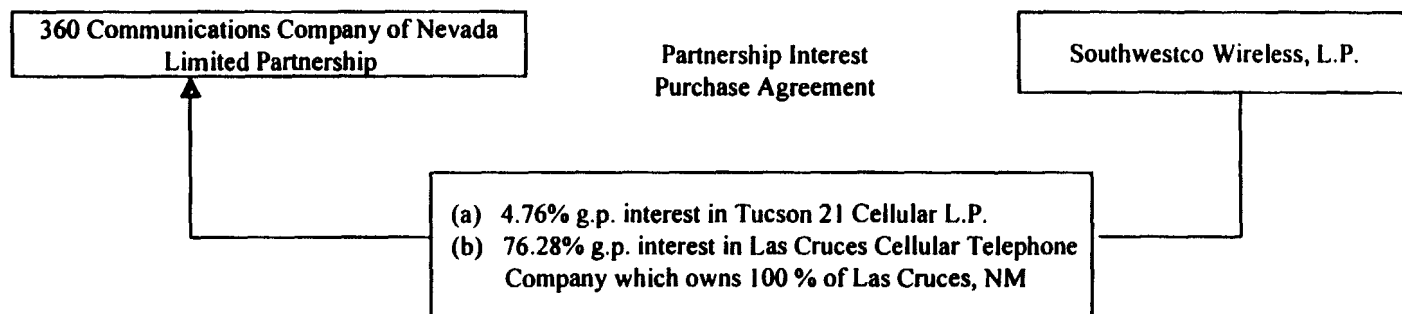 360 Communications Company of Nevada
Limited Partnership
Partnership Interest
Purchase Agreement
Southwestco Wireless, L.P.
(a) 4.76% g.p. interest in Tucson 21 Cellular L.P.
(b) 76.28% g.p. interest in Las Cruces Cellular Telephone
Company which owns 100 % of Las Cruces, NM